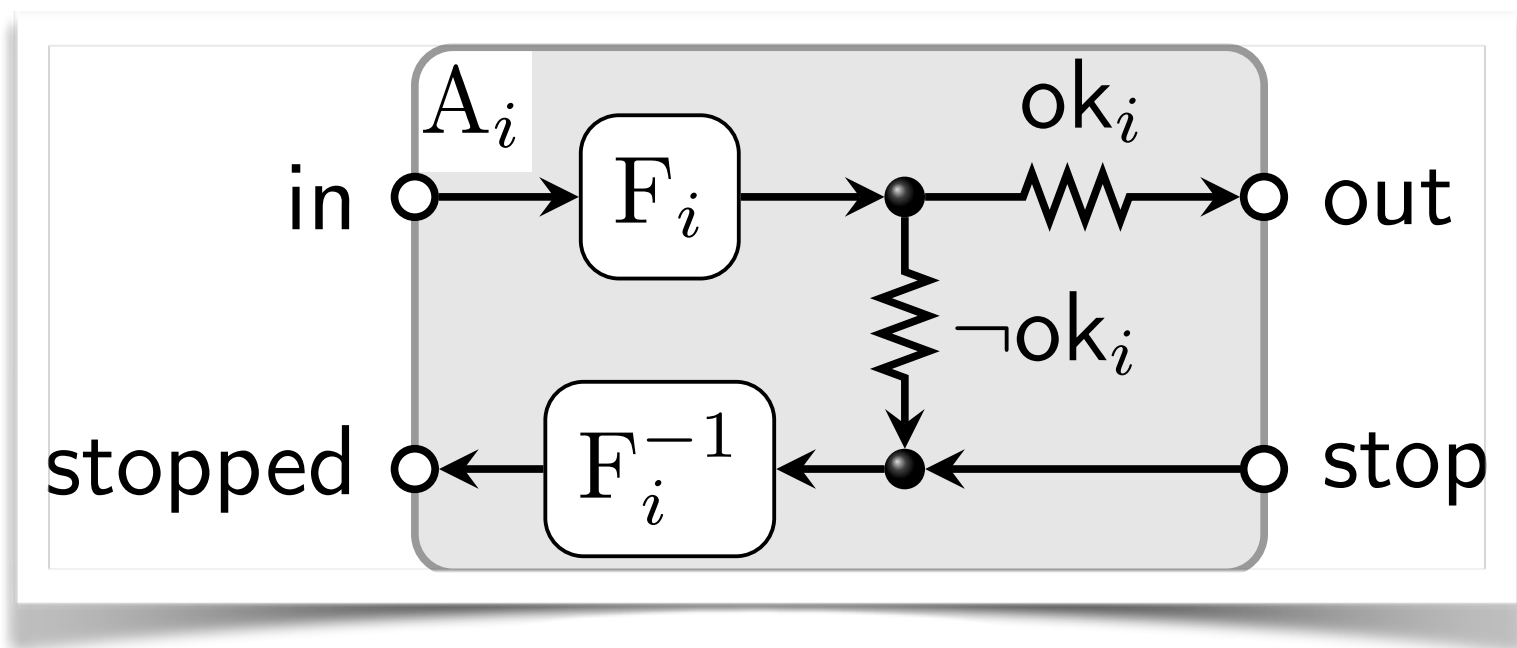 A_i
ok_i
in
F_i
out
¬ok_i
stopped
F_i^{-1}
stop